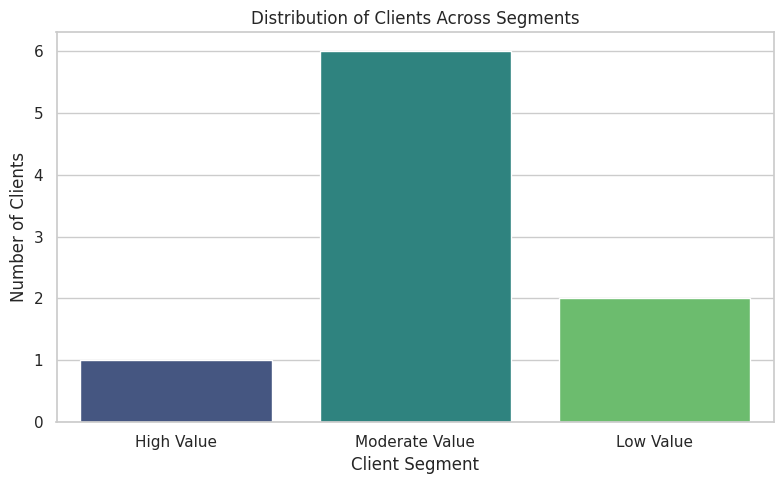 Distribution of Clients Across Segments
Number of Clients
6
5
4
3
2
1
0
High Value
Moderate Value
Low Value
Client Segment